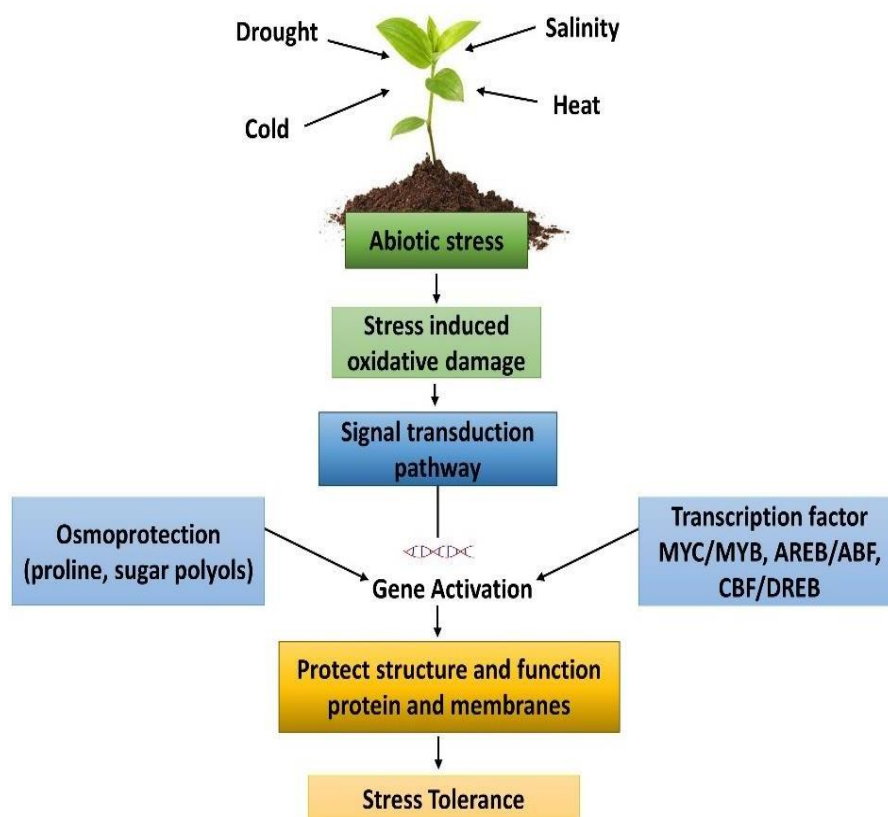 Drought
Salinity
Cold
Heat
Abiotic stress
Stress induced
oxidative damage
Signal transduction
pathway
Osmoprotection
(proline, sugar polyols)
Transcription factor
MYC/MYB, AREB/ABF,
CBF/DREB
Gene Activation
Protect structure and function
protein and membranes
Stress Tolerance